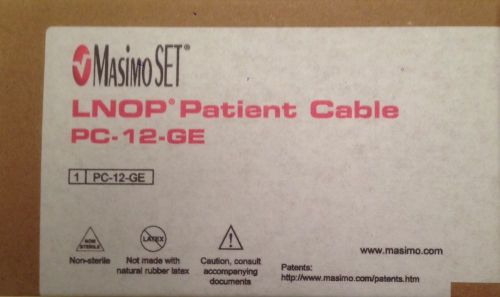 MASIMO SET®
LNOP® Patient Cable
PC-12-GE
1 PC-12-GE
NON STERILE
LATEX
Non-sterile
Not made with
natural rubber latex
Caution, consult
accompanying
documents
Patents:
http://www.masimo.com/patents.htm
www.masimo.com